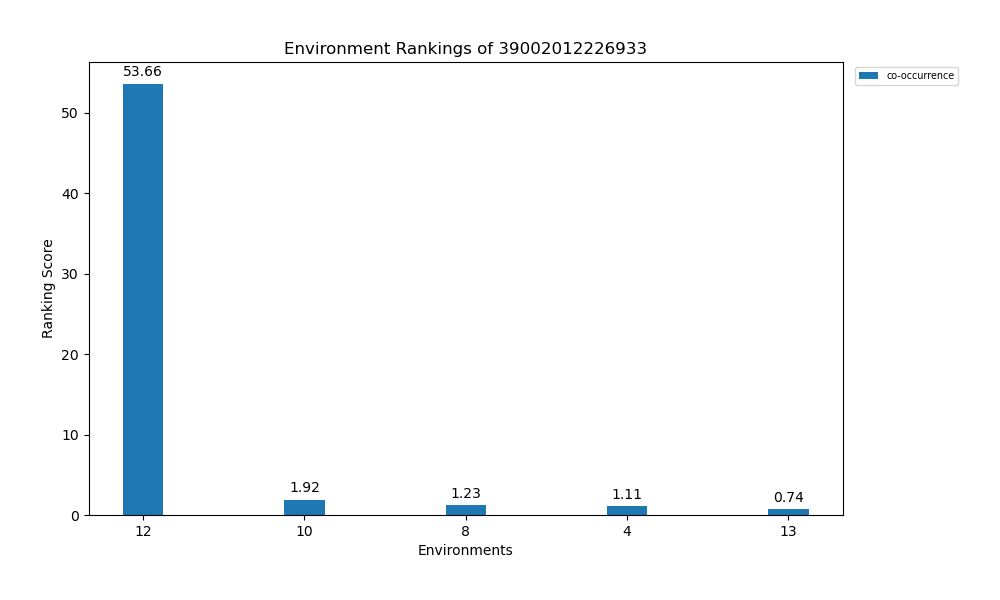 Environment Rankings of 39002012226933
co-occurrence
53.66
1.92
1.23
1.11
0.74
50
40
30
20
10
0
Ranking Score
12 10 8 4 13
Environments